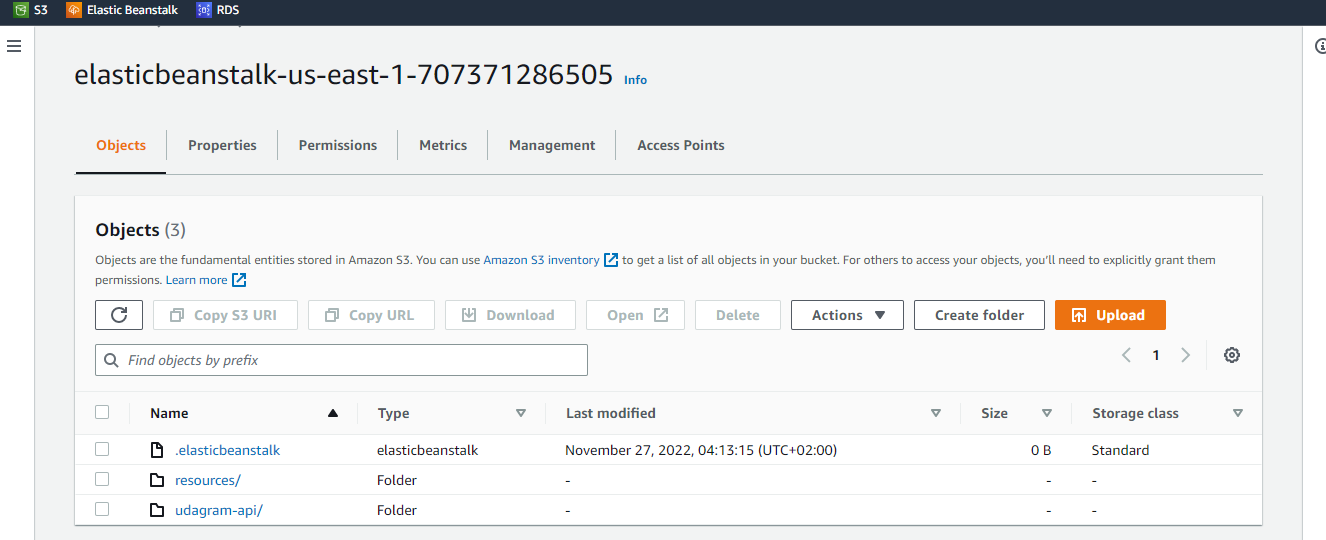 S3 Elastic Beanstalk RDS
elasticbeanstalk-us-east-1-707371286505 Info
Objects Properties Permissions Metrics Management Access Points
Objects (3)
Objects are the fundamental entities stored in Amazon S3. You can use Amazon S3 inventory to get a list of all objects in your bucket. For others to access your objects, you'll need to explicitly grant them
permissions. Learn more
Copy S3 URI Copy URL Download Open Delete Actions Create folder Upload
Find objects by prefix 1
Name Type Last modified Size Storage class
.elasticbeanstalk elasticbeanstalk November 27, 2022, 04:13:15 (UTC+02:00) 0 B Standard
resources/ Folder - - -
udagram-api/ Folder - - -